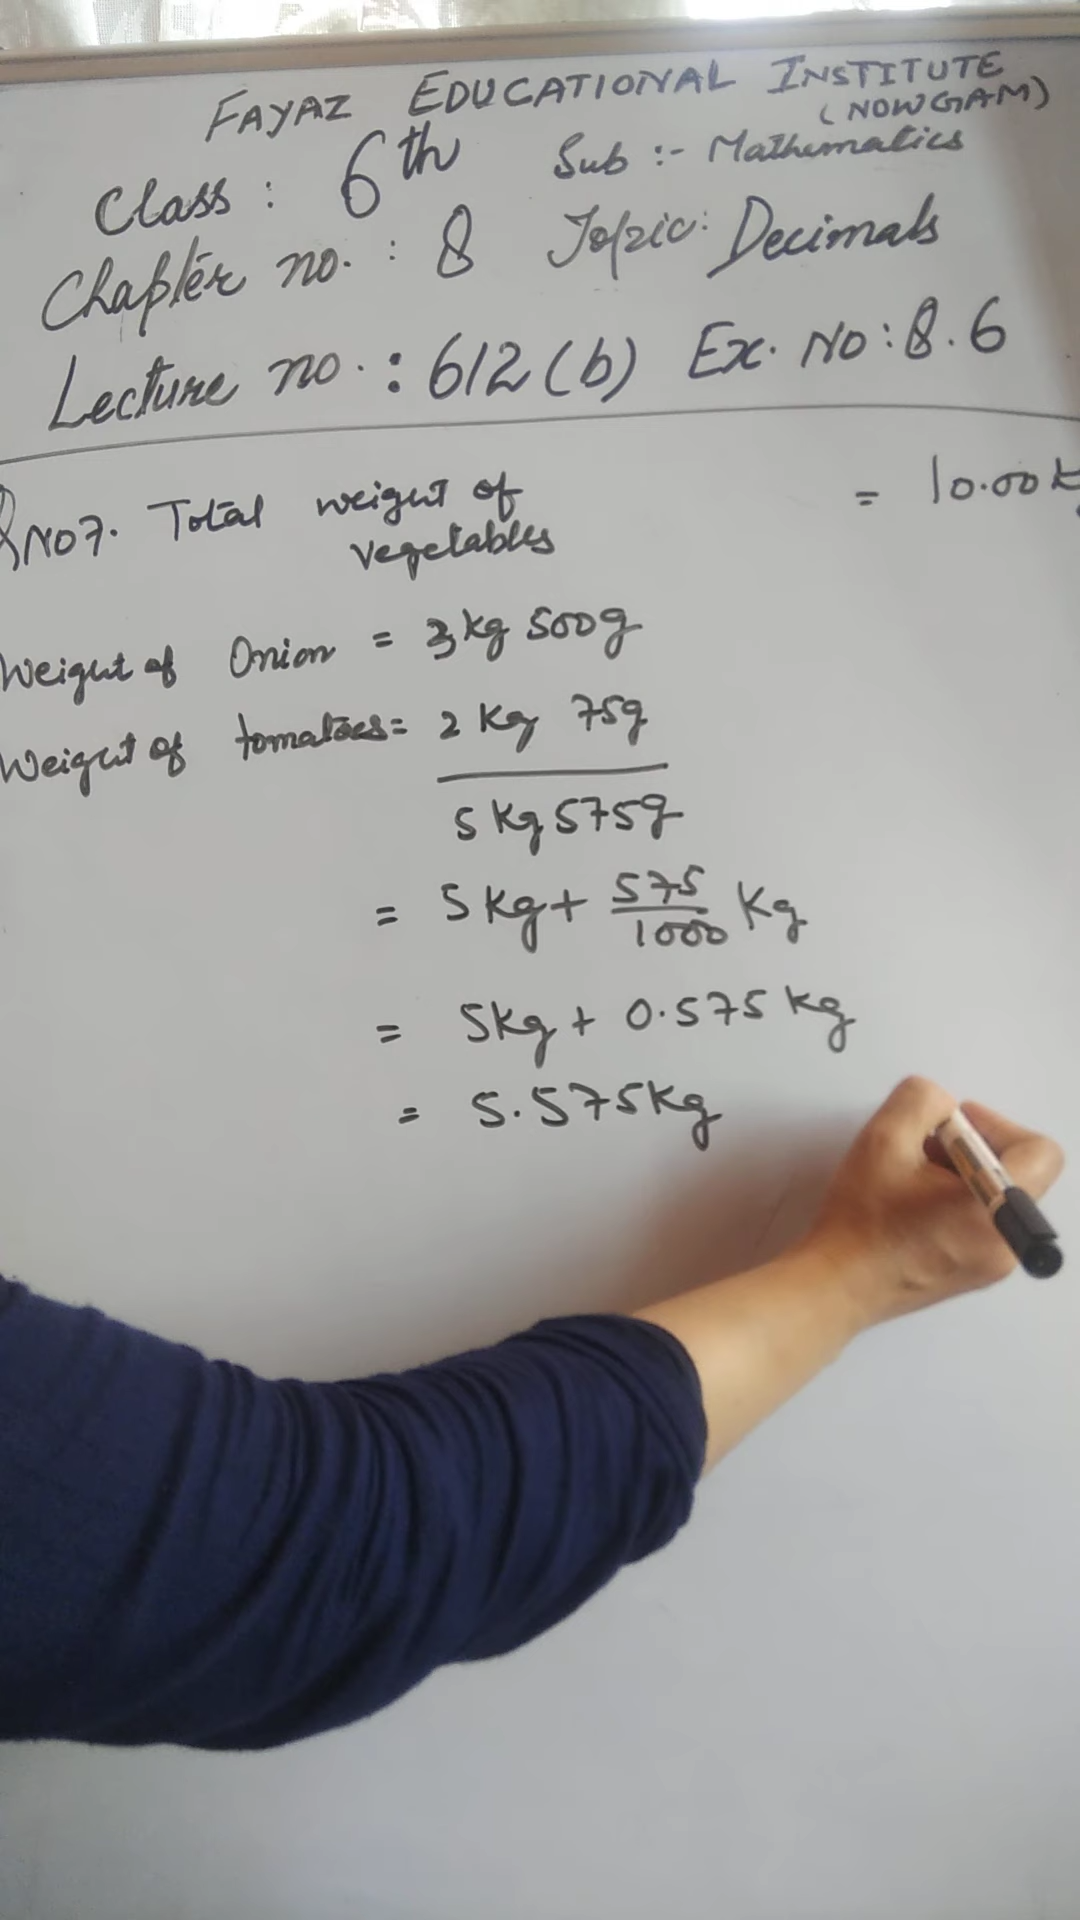 FAYAZ EDUCATIONAL INSTITUTE
(NOWGAM)
Class : 6th Sub :- Mathematics
Chapter no. : 8 Topic: Decimals
Lecture no. : 612(b) Ex. No: 8.6
QNO7. Total weight of vegetables = 10.00k
Weight of Onion = 3kg 500g
Weight of tomatoes = 2 Kg 75g
5 Kg 575g
= 5 Kg + 575/1000 Kg
= 5Kg + 0.575 Kg
= 5.575Kg